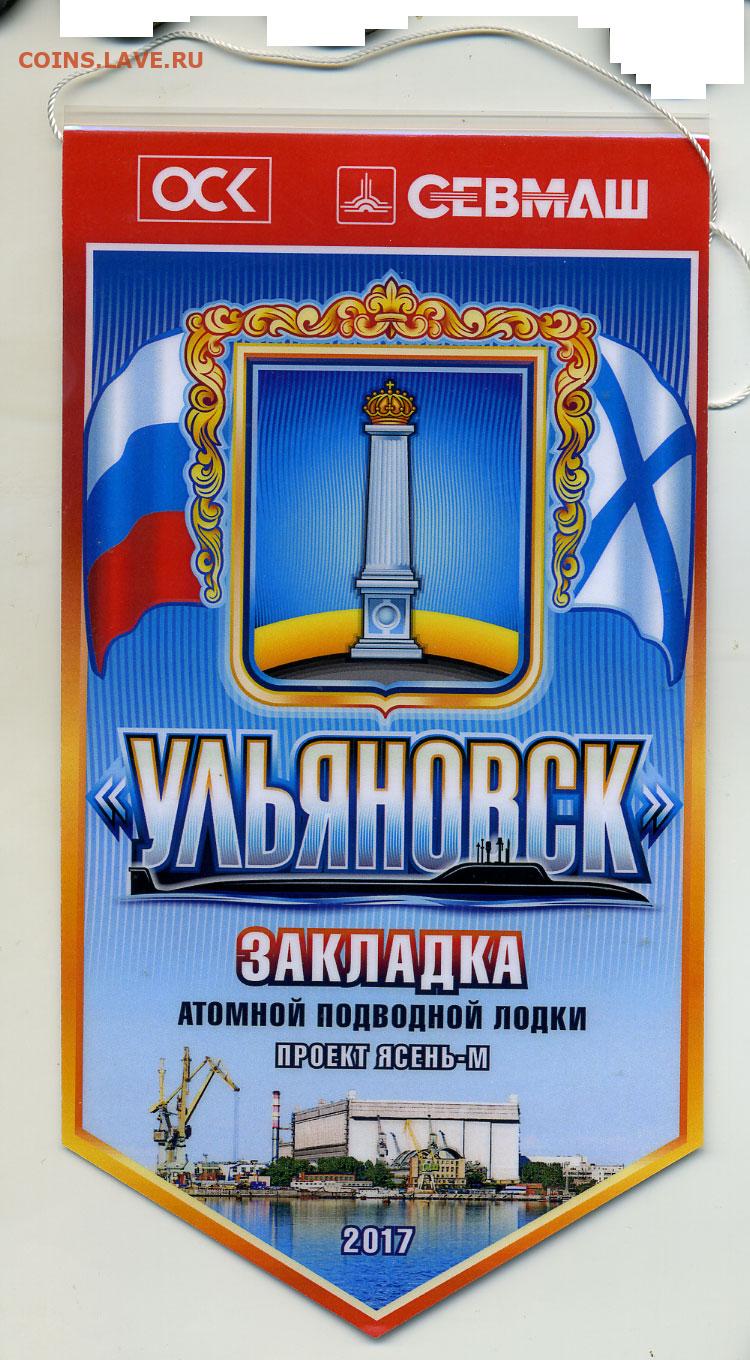 COINS.LAVE.RU
ОСК СЕВМАШ
«УЛЬЯНОВСК»
ЗАКЛАДКА
АТОМНОЙ ПОДВОДНОЙ ЛОДКИ
ПРОЕКТ ЯСЕНЬ-М
2017